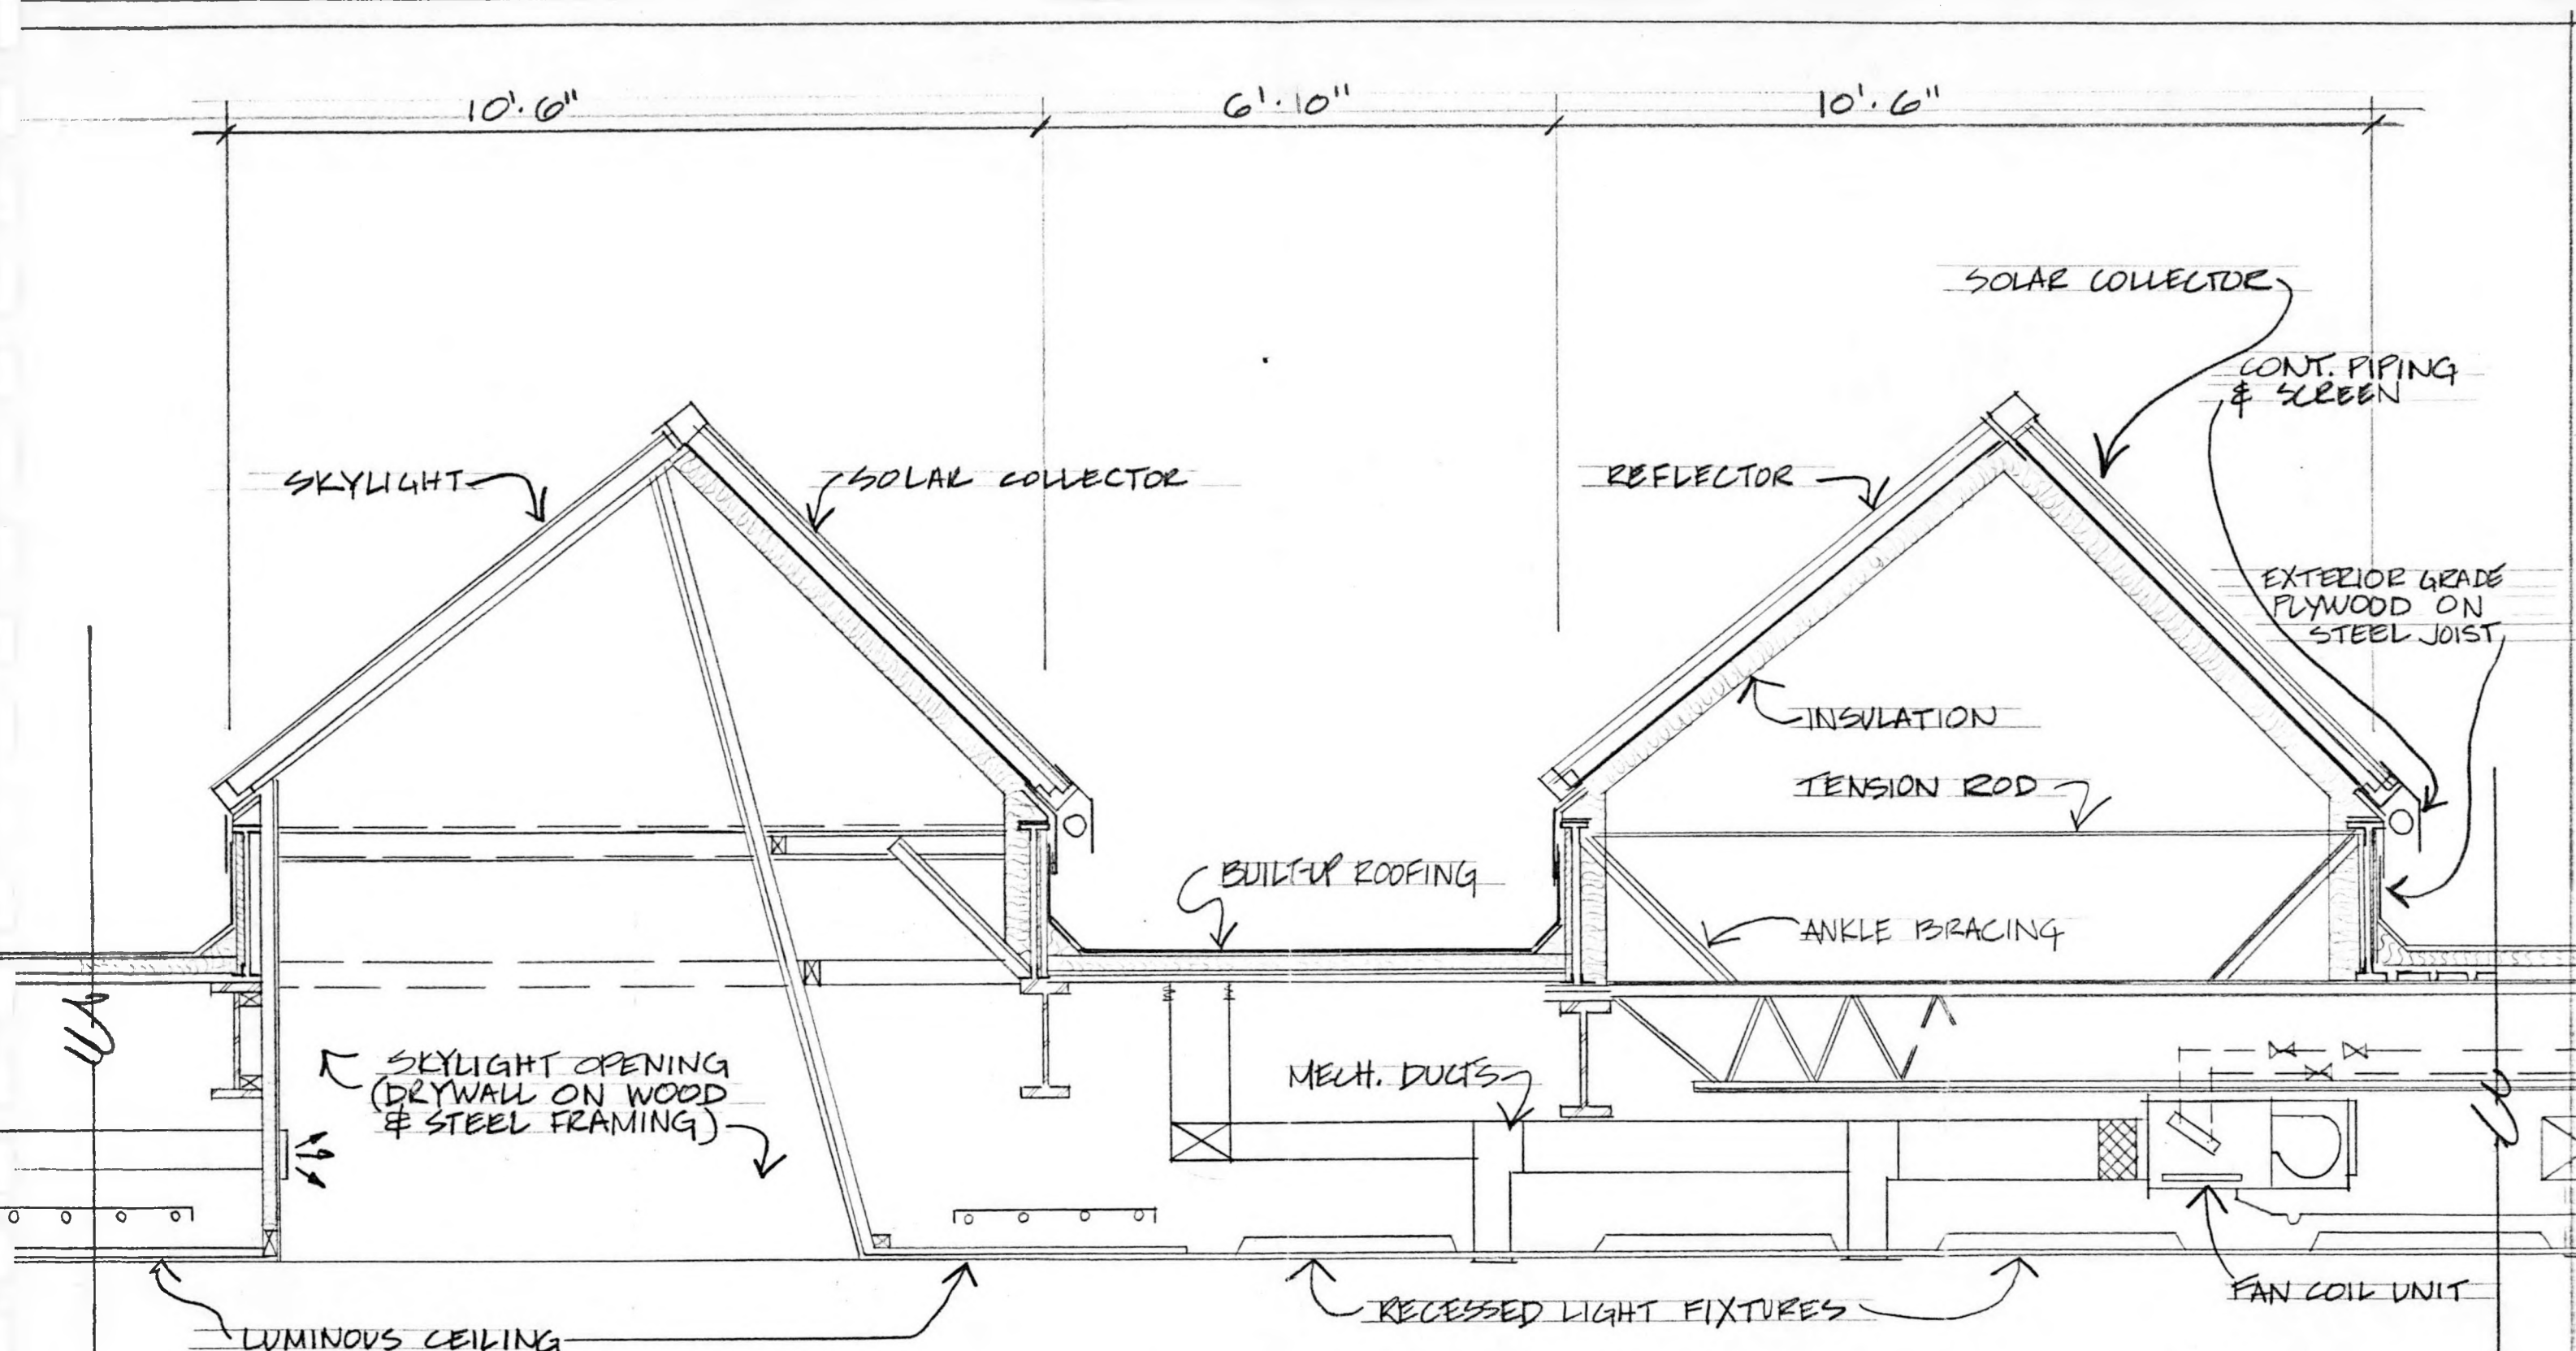 10'·6"
6'·10"
10'·6"
SOLAR COLLECTOR
CONT. PIPING
& SCREEN
SKYLIGHT
SOLAR COLLECTOR
REFLECTOR
EXTERIOR GRADE
PLYWOOD ON
STEEL JOIST
INSULATION
TENSION ROD
BUILT-UP ROOFING
ANKLE BRACING
SKYLIGHT OPENING
(DRYWALL ON WOOD
& STEEL FRAMING)
MECH. DUCTS
FAN COIL UNIT
RECESSED LIGHT FIXTURES
LUMINOUS CEILING